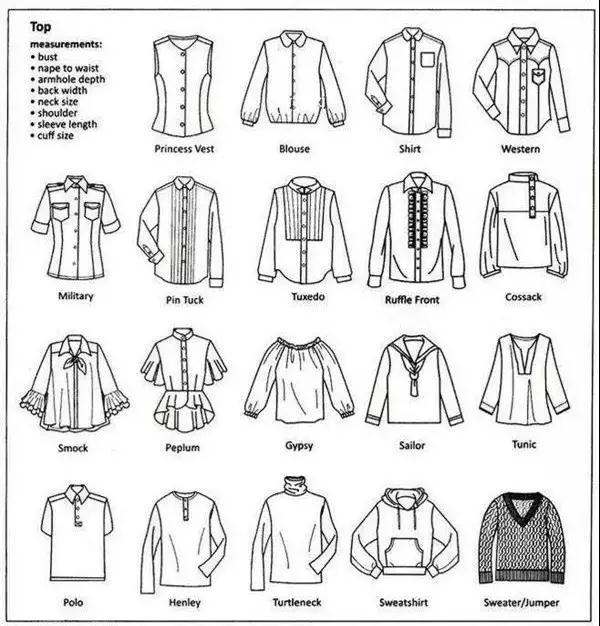 Top
measurements:
• bust
• nape to waist
• armhole depth
• back width
• neck size
• shoulder
• sleeve length
• cuff size
Princess Vest
Blouse
Shirt
Western
Military
Pin Tuck
Tuxedo
Ruffle Front
Cossack
Smock
Peplum
Gypsy
Sailor
Tunic
Polo
Henley
Turtleneck
Sweatshirt
Sweater/Jumper